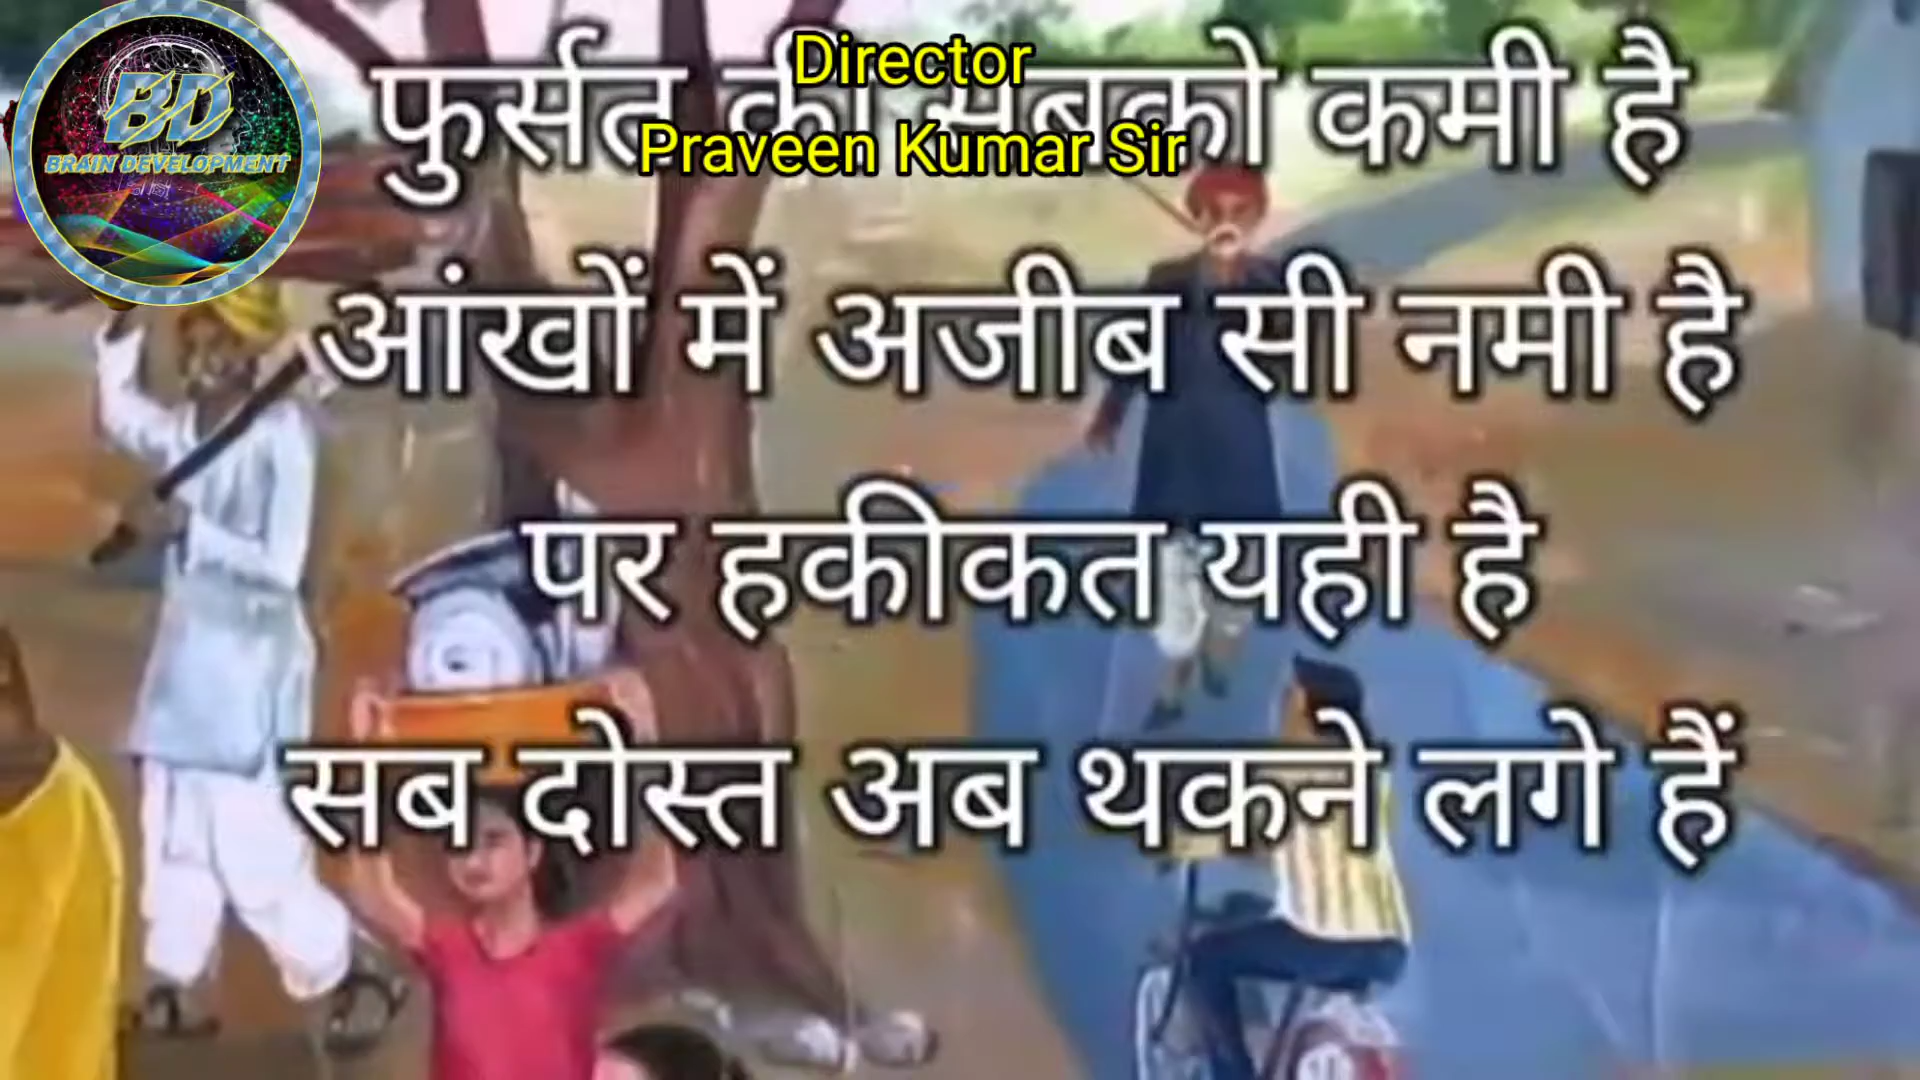 BD
BRAIN DEVELOPMENT
Director
Praveen Kumar Sir
फुर्सत की सबको कमी है
आंखों में अजीब सी नमी है
पर हकीकत यही है
सब दोस्त अब थकने लगे हैं